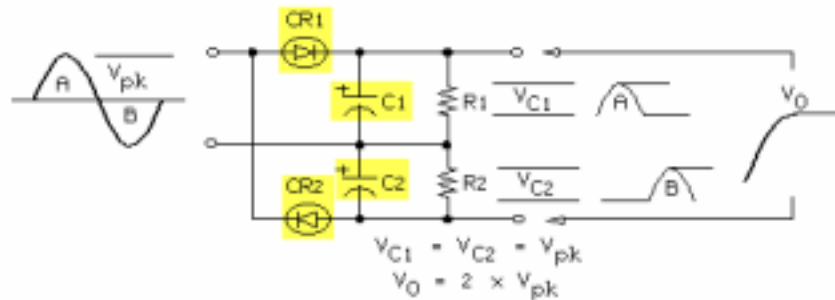 CR1
A
Vpk
B
+
C1
R1
VC1
A
VO
+
C2
CR2
R2
VC2
B
VC1 = VC2 = Vpk
VO = 2 × Vpk